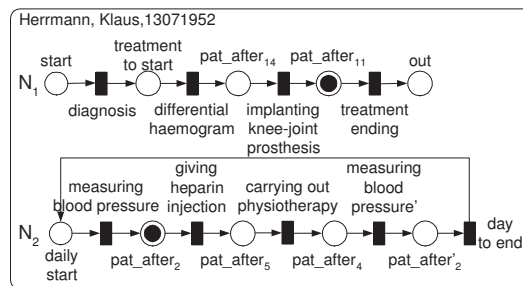 Herrmann, Klaus,13071952
start
treatment
to start
pat_after14
pat_after11
out
N1
diagnosis
differential
haemogram
implanting
knee-joint
prosthesis
treatment
ending
measuring
blood pressure
giving
heparin
injection
carrying out
physiotherapy
measuring
blood
pressure'
N2
daily
start
pat_after2
pat_after5
pat_after4
pat_after'2
day
to end